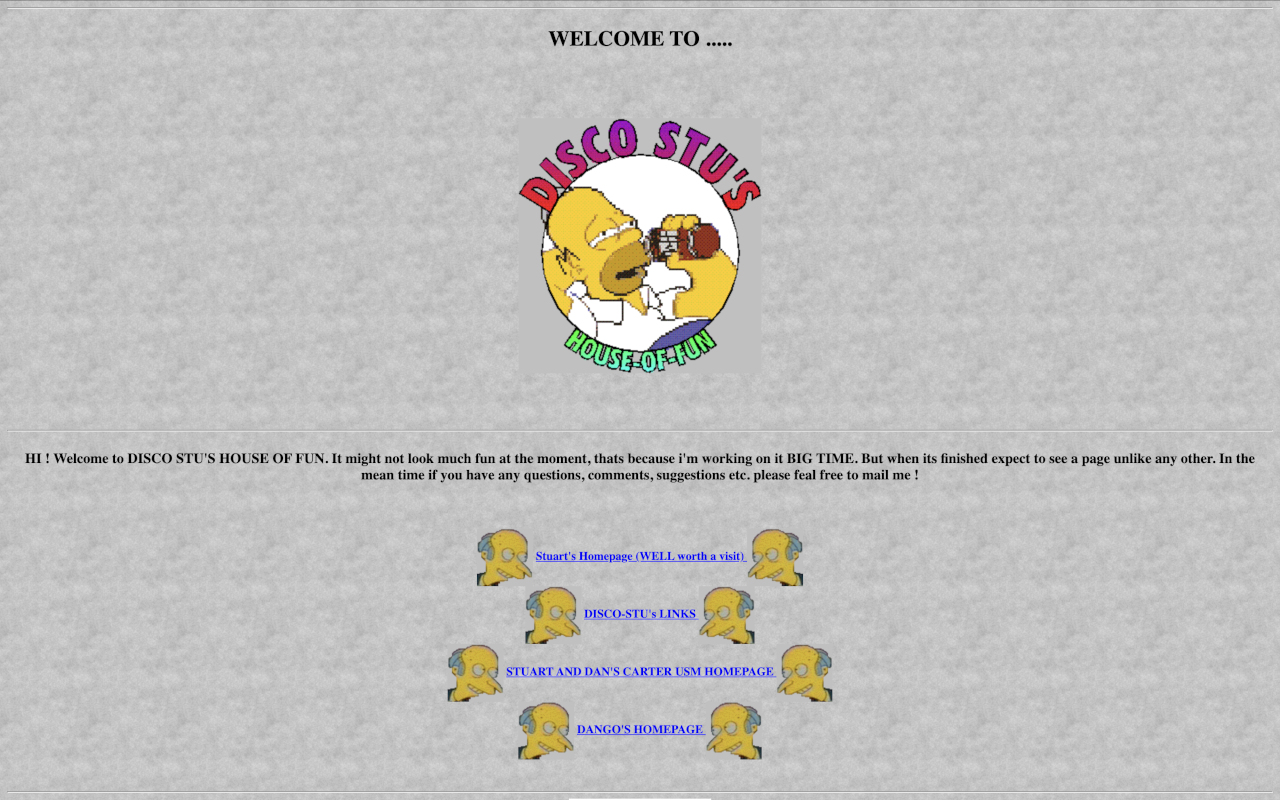 WELCOME TO .....
DISCO STU'S
HOUSE-OF-FUN
HI ! Welcome to DISCO STU'S HOUSE OF FUN. It might not look much fun at the moment, thats because i'm working on it BIG TIME. But when its finished expect to see a page unlike any other. In the
mean time if you have any questions, comments, suggestions etc. please feal free to mail me !
Stuart's Homepage (WELL worth a visit)
DISCO-STU's LINKS
STUART AND DAN'S CARTER USM HOMEPAGE
DANGO'S HOMEPAGE